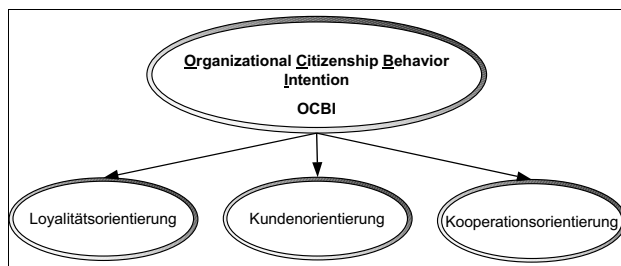 Organizational Citizenship Behavior
Intention
OCBI
Loyalitätsorientierung
Kundenorientierung
Kooperationsorientierung